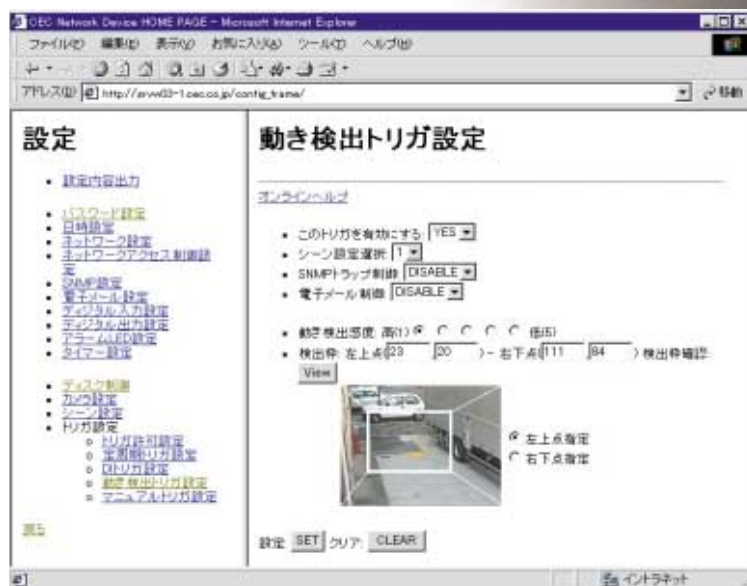 CEC Network Device HOME PAGE - Microsoft Internet Explorer
ファイル(F) 編集(E) 表示(V) お気に入り(A) ツール(T) ヘルプ(H)
アドレス(D) http://srvw03-1.cec.co.jp/config_frame/ 移動
設定
設定内容出力
パスワード設定
日時設定
ネットワーク設定
ネットワークアクセス制御設定
SNMP設定
電子メール設定
ディジタル入力設定
ディジタル出力設定
アラームLED設定
タイマー設定
ディスク制御
カメラ設定
シーン設定
トリガ設定
トリガ許可設定
定周期トリガ設定
DIトリガ設定
動き検出トリガ設定
マニュアルトリガ設定
戻る
動き検出トリガ設定
オンラインヘルプ
このトリガを有効にする: YES
シーン設定選択: 1
SNMPトラップ制御: DISABLE
電子メール制御: DISABLE
動き検出感度: 高(1) 低(5)
検出枠: 左上点(23 ,20 ) - 右下点(111 ,84 ) 検出枠確認:
View
左上点指定
右下点指定
設定: SET クリア: CLEAR
イントラネット